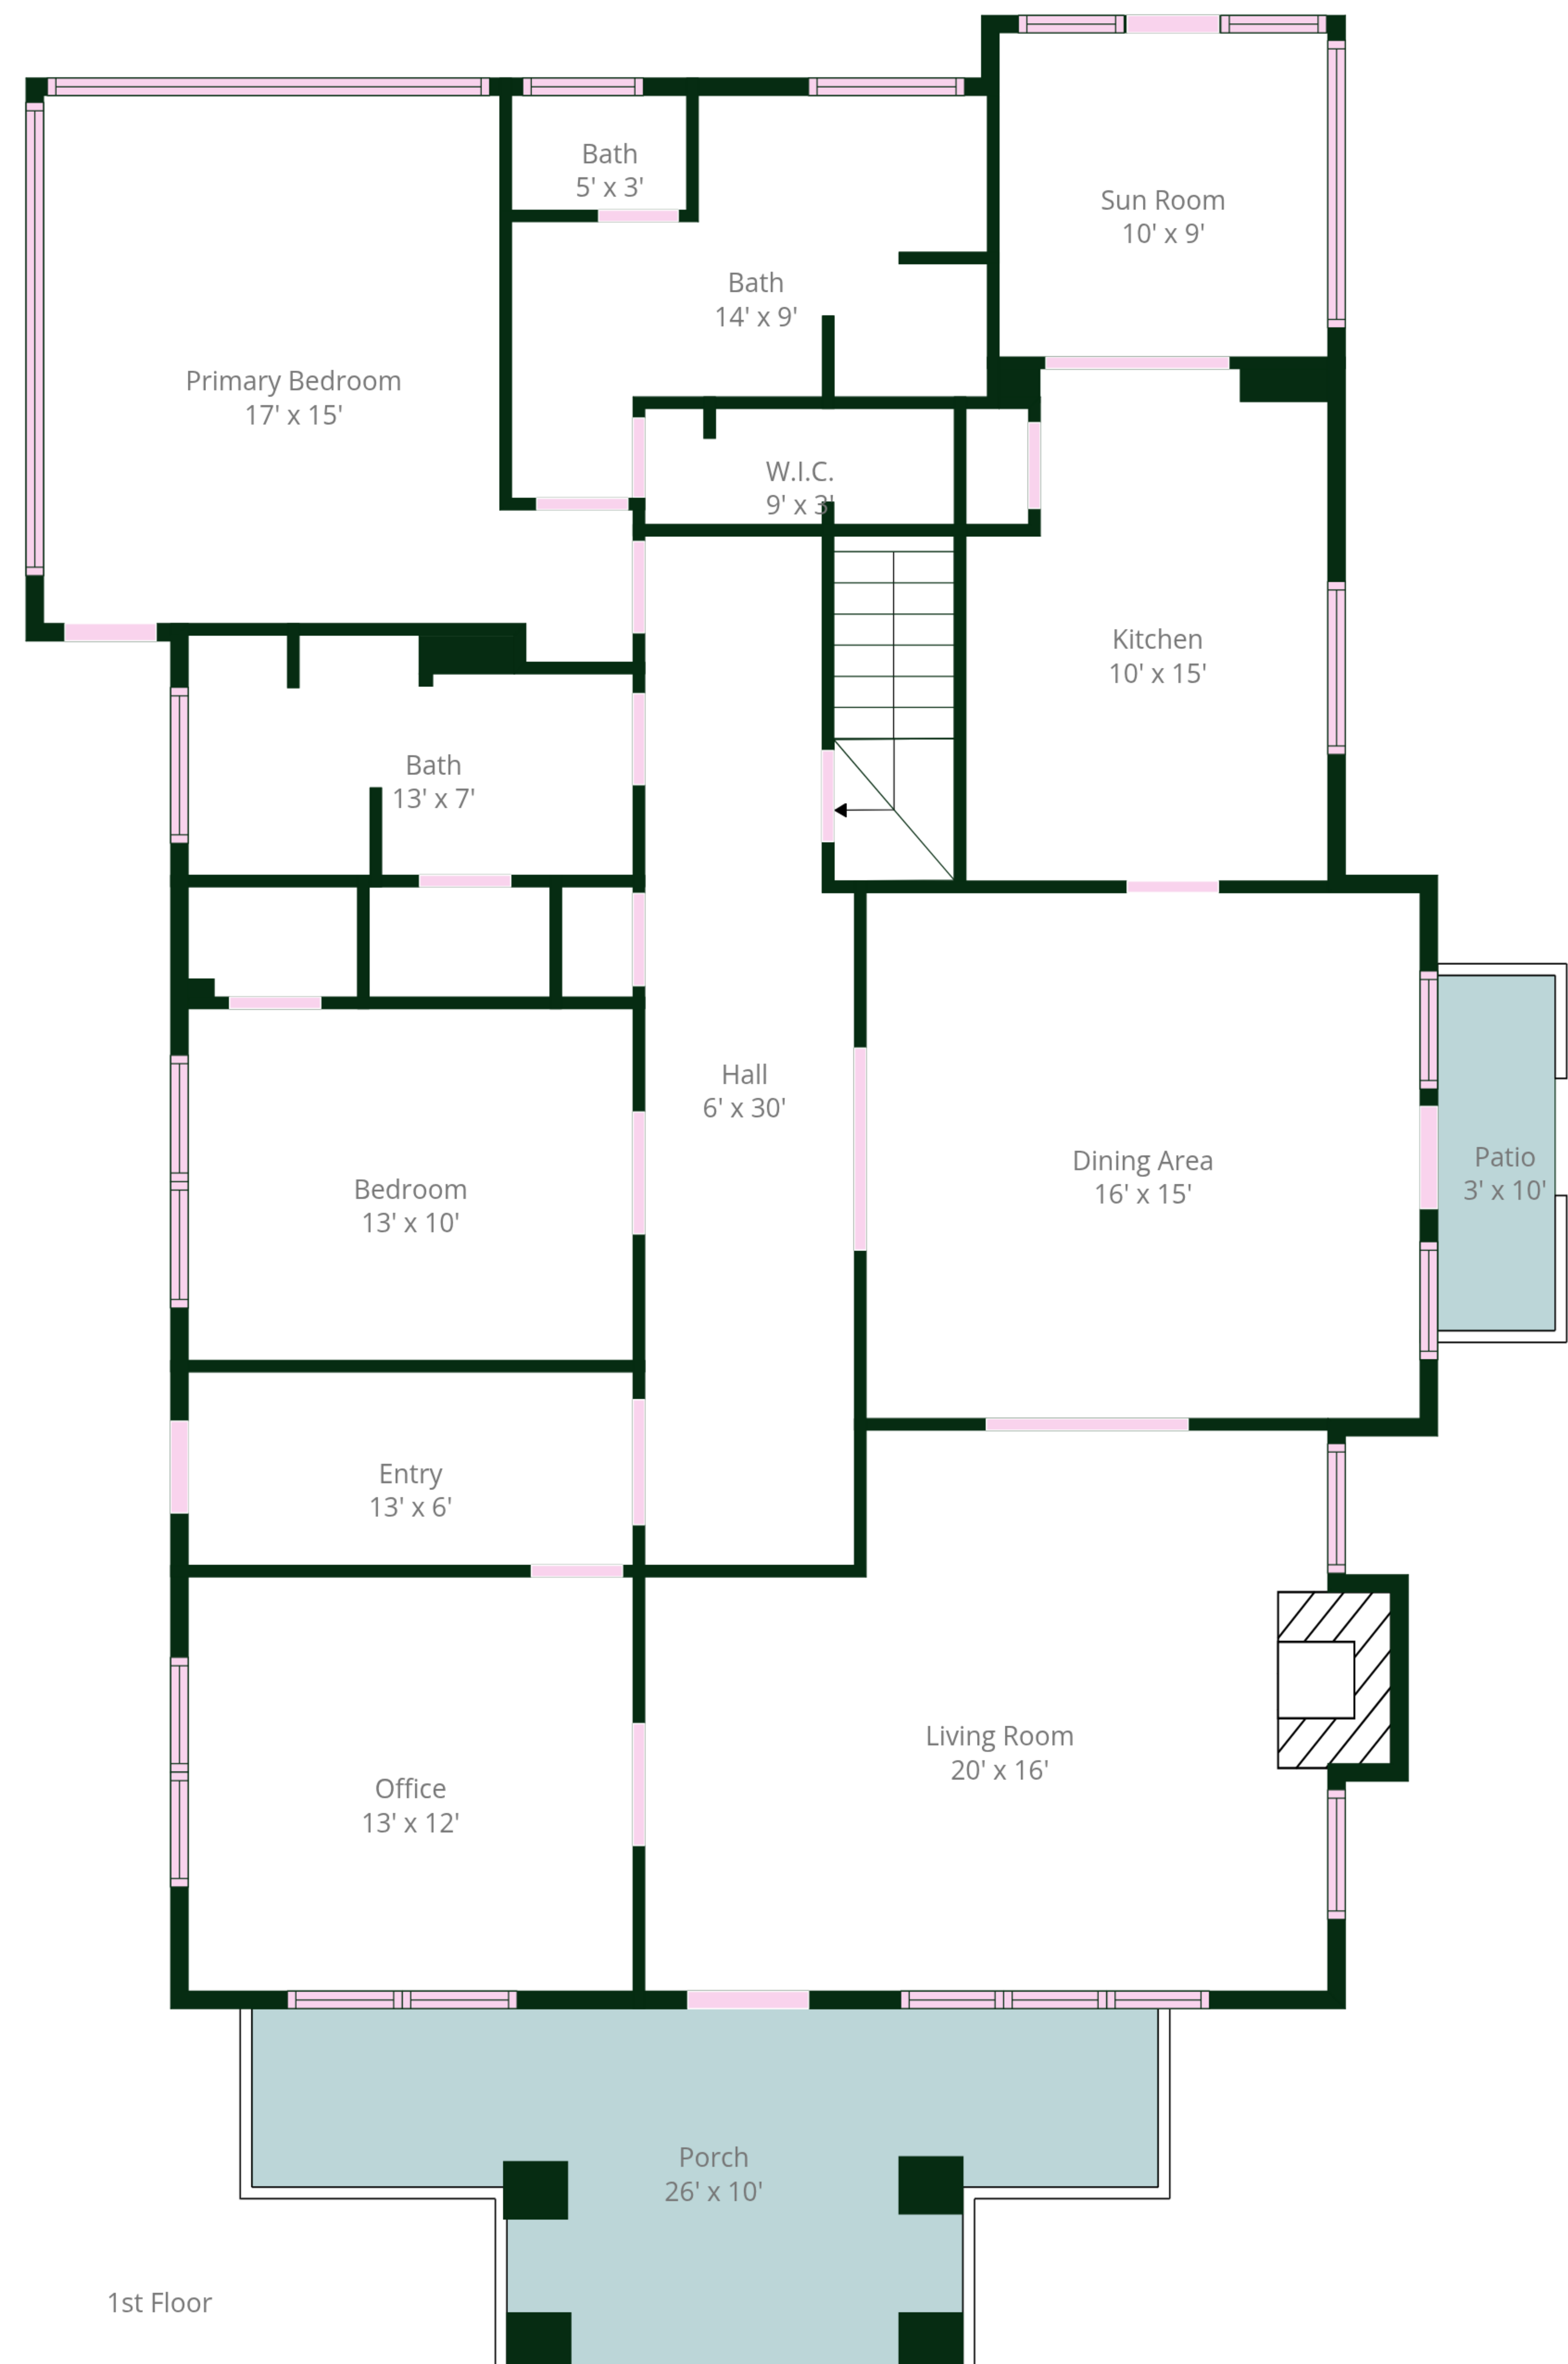 Bath
5' x 3'
Sun Room
10' x 9'
Bath
14' x 9'
Primary Bedroom
17' x 15'
W.I.C.
9' x 3'
Kitchen
10' x 15'
Bath
13' x 7'
Hall
6' x 30'
Dining Area
16' x 15'
Patio
3' x 10'
Bedroom
13' x 10'
Entry
13' x 6'
Living Room
20' x 16'
Office
13' x 12'
Porch
26' x 10'
1st Floor